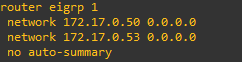 router eigrp 1
network 172.17.0.50 0.0.0.0
network 172.17.0.53 0.0.0.0
no auto-summary